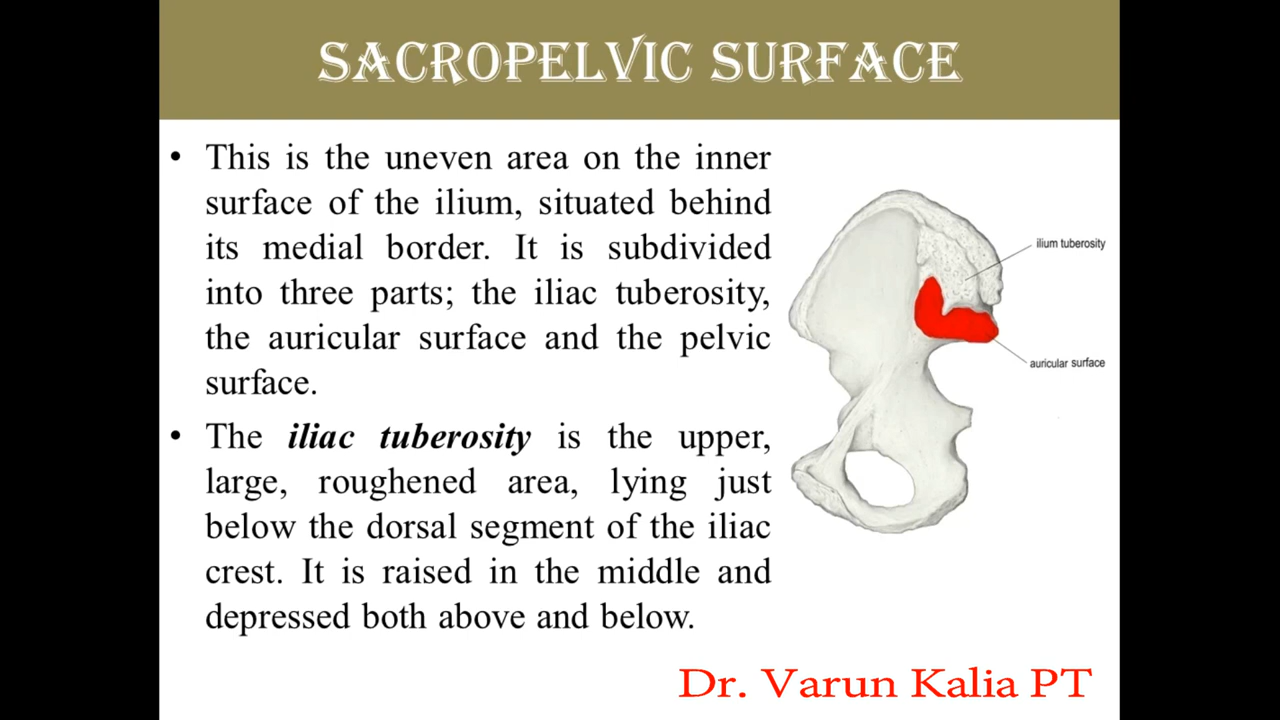 SACROPELVIC SURFACE
• This is the uneven area on the inner
surface of the ilium, situated behind
its medial border. It is subdivided
into three parts; the iliac tuberosity,
the auricular surface and the pelvic
surface.
• The iliac tuberosity is the upper,
large, roughened area, lying just
below the dorsal segment of the iliac
crest. It is raised in the middle and
depressed both above and below.
ilium tuberosity
auricular surface
Dr. Varun Kalia PT